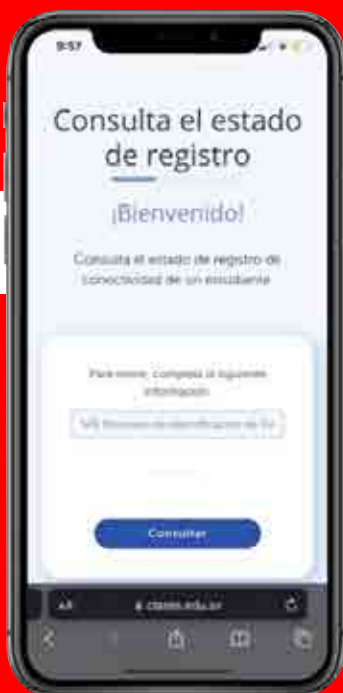 9:57
Consulta el estado
de registro
¡Bienvenido!
Consulta el estado de registro de
conectividad de un estudiante
Para iniciar, completa la siguiente
información
de
Consultar
AA